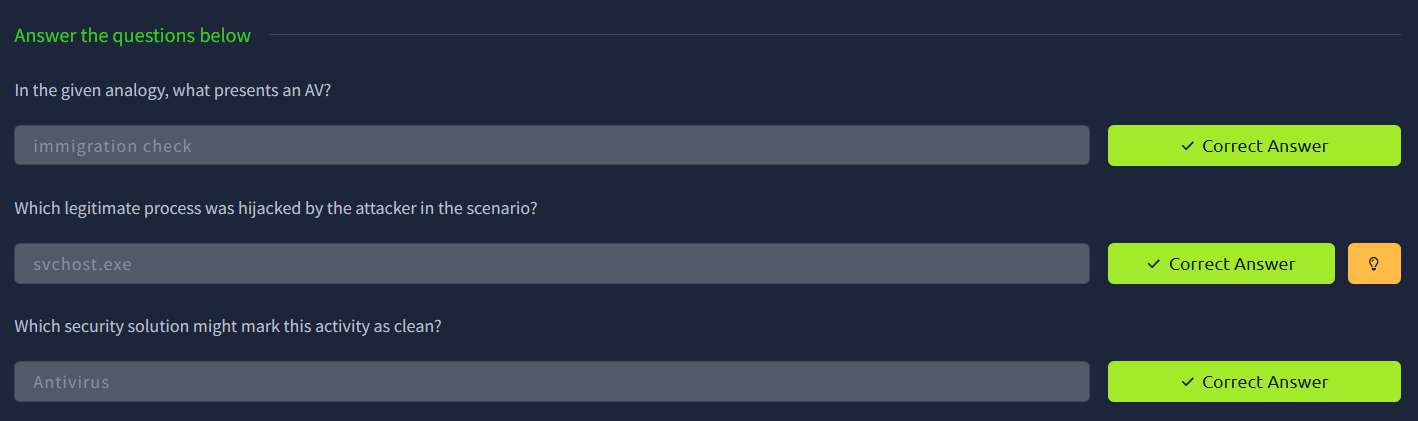 Answer the questions below
In the given analogy, what presents an AV?
immigration check
✓ Correct Answer
Which legitimate process was hijacked by the attacker in the scenario?
svchost.exe
✓ Correct Answer
Which security solution might mark this activity as clean?
Antivirus
✓ Correct Answer